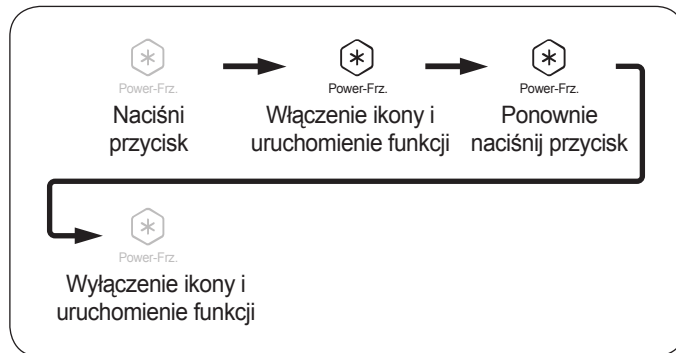 Power-Frz.
Naciśni
przycisk
Power-Frz.
Włączenie ikony i
uruchomienie funkcji
Power-Frz.
Ponownie
naciśnij przycisk
Power-Frz.
Wyłączenie ikony i
uruchomienie funkcji